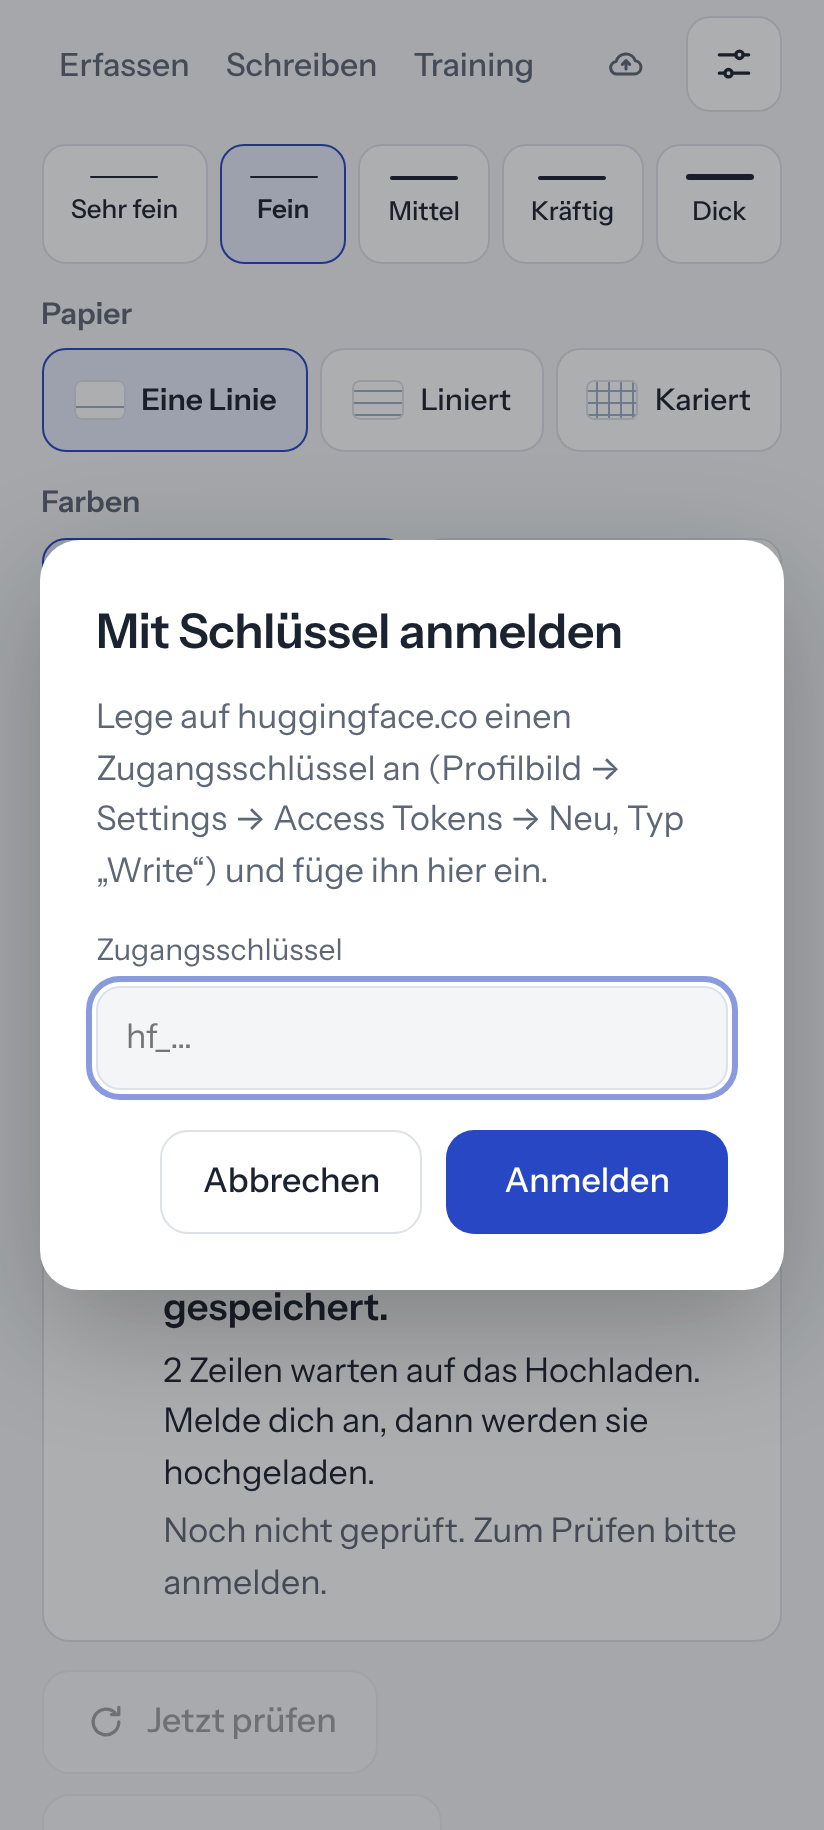 Erfassen Schreiben Training
Sehr fein Fein Mittel Kräftig Dick
Papier
Eine Linie Liniert Kariert
Farben
Mit Schlüssel anmelden
Lege auf huggingface.co einen
Zugangsschlüssel an (Profilbild →
Settings → Access Tokens → Neu, Typ
„Write“) und füge ihn hier ein.
Zugangsschlüssel
hf_...
Abbrechen Anmelden
gespeichert.
2 Zeilen warten auf das Hochladen.
Melde dich an, dann werden sie
hochgeladen.
Noch nicht geprüft. Zum Prüfen bitte
anmelden.
Jetzt prüfen